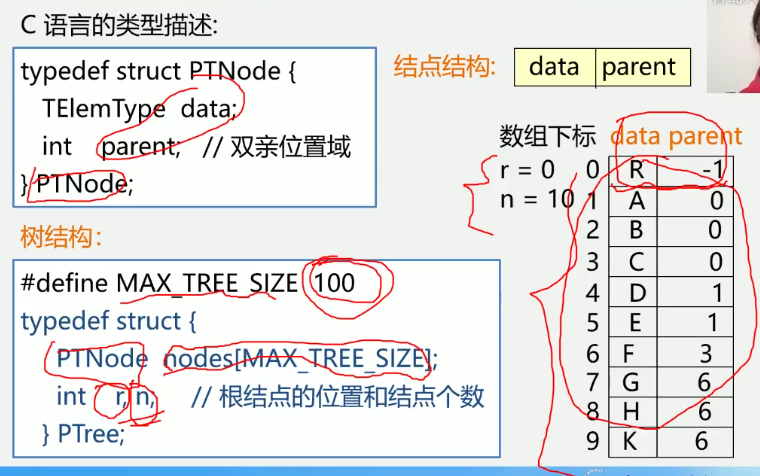 C 语言的类型描述:
typedef struct PTNode {
TElemType data;
int parent; // 双亲位置域
} PTNode;
结点结构: data parent
树结构:
#define MAX_TREE_SIZE 100
typedef struct {
PTNode nodes[MAX_TREE_SIZE];
int r, n; // 根结点的位置和结点个数
} PTree;
数组下标 data parent
r = 0 0 R -1
n = 10 1 A 0
2 B 0
3 C 0
4 D 1
5 E 1
6 F 3
7 G 6
8 H 6
9 K 6